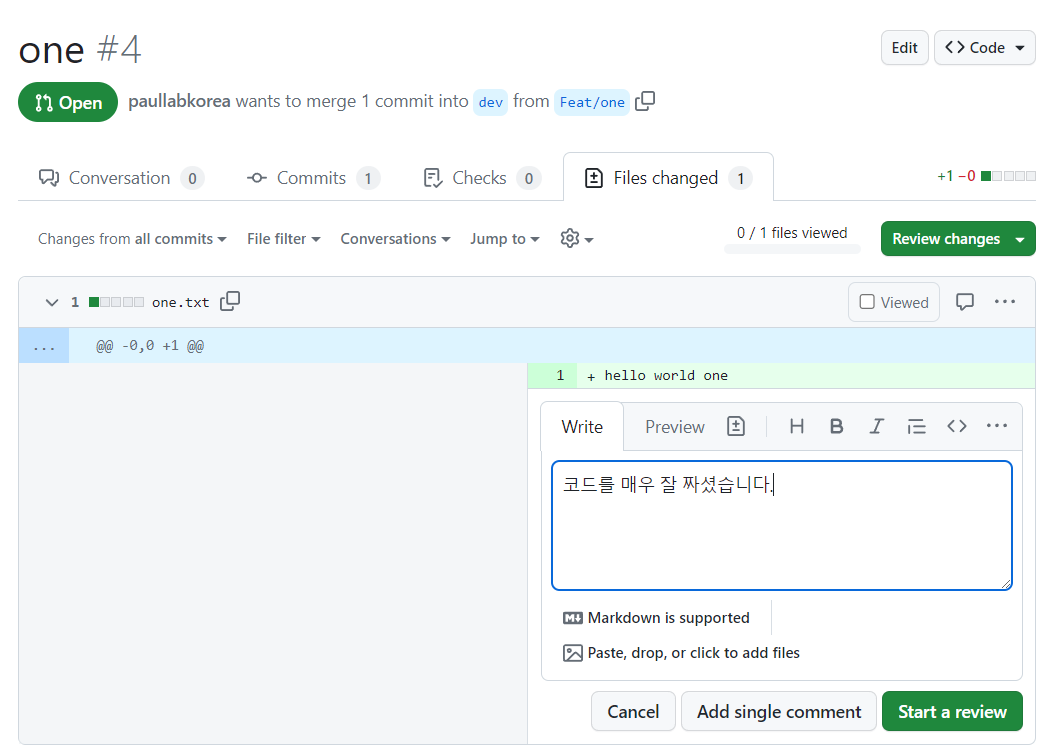 one #4
Edit
Code
Open
paullabkorea wants to merge 1 commit into dev from Feat/one
Conversation 0
Commits 1
Checks 0
Files changed 1
+1 −0
Changes from all commits
File filter
Conversations
Jump to
0 / 1 files viewed
Review changes
1 one.txt
Viewed
...
@@ -0,0 +1 @@
1 + hello world one
Write
Preview
H B I
코드를 매우 잘 짜셨습니다.
Markdown is supported
Paste, drop, or click to add files
Cancel
Add single comment
Start a review